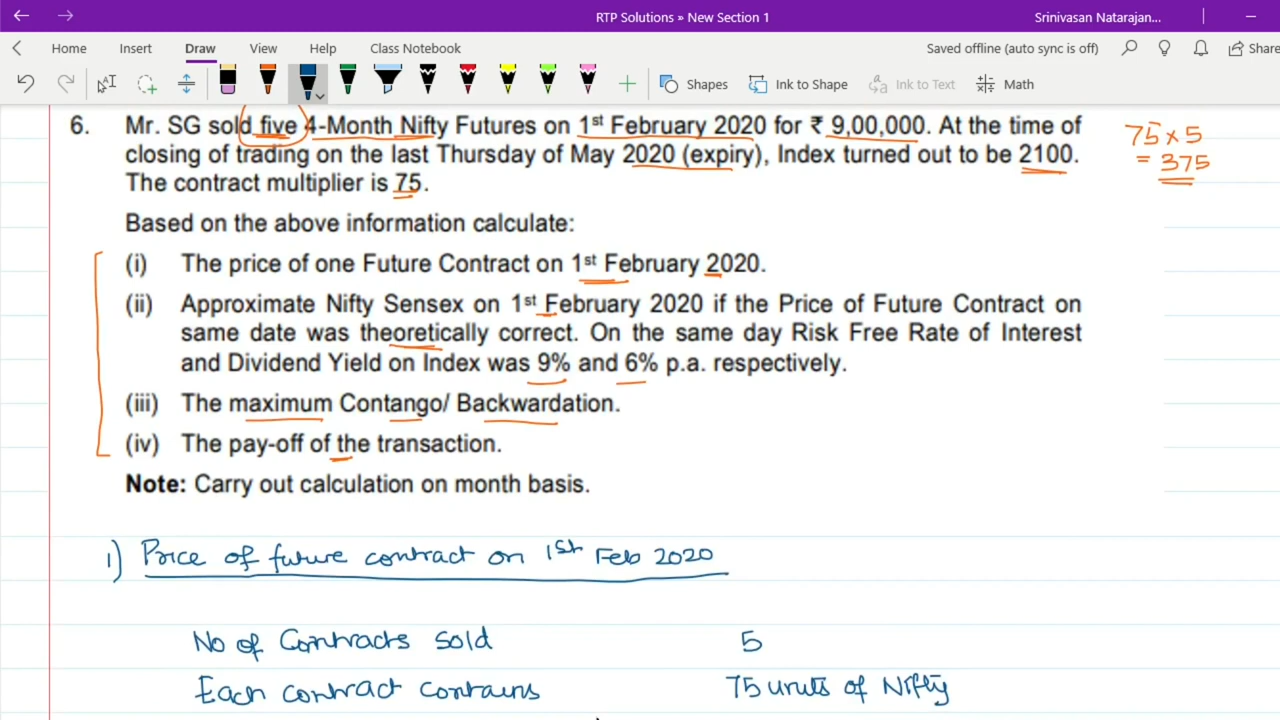 RTP Solutions » New Section 1
Srinivasan Natarajan...
Home Insert Draw View Help Class Notebook
Saved offline (auto sync is off)
Share
Shapes Ink to Shape Ink to Text Math
6. Mr. SG sold five 4-Month Nifty Futures on 1st February 2020 for ₹ 9,00,000. At the time of
closing of trading on the last Thursday of May 2020 (expiry), Index turned out to be 2100.
The contract multiplier is 75.
75 x 5
= 375
Based on the above information calculate:
(i) The price of one Future Contract on 1st February 2020.
(ii) Approximate Nifty Sensex on 1st February 2020 if the Price of Future Contract on
same date was theoretically correct. On the same day Risk Free Rate of Interest
and Dividend Yield on Index was 9% and 6% p.a. respectively.
(iii) The maximum Contango/ Backwardation.
(iv) The pay-off of the transaction.
Note: Carry out calculation on month basis.
1) Price of future contract on 1st Feb 2020
No of Contracts sold 5
Each contract contains 75 units of Nifty